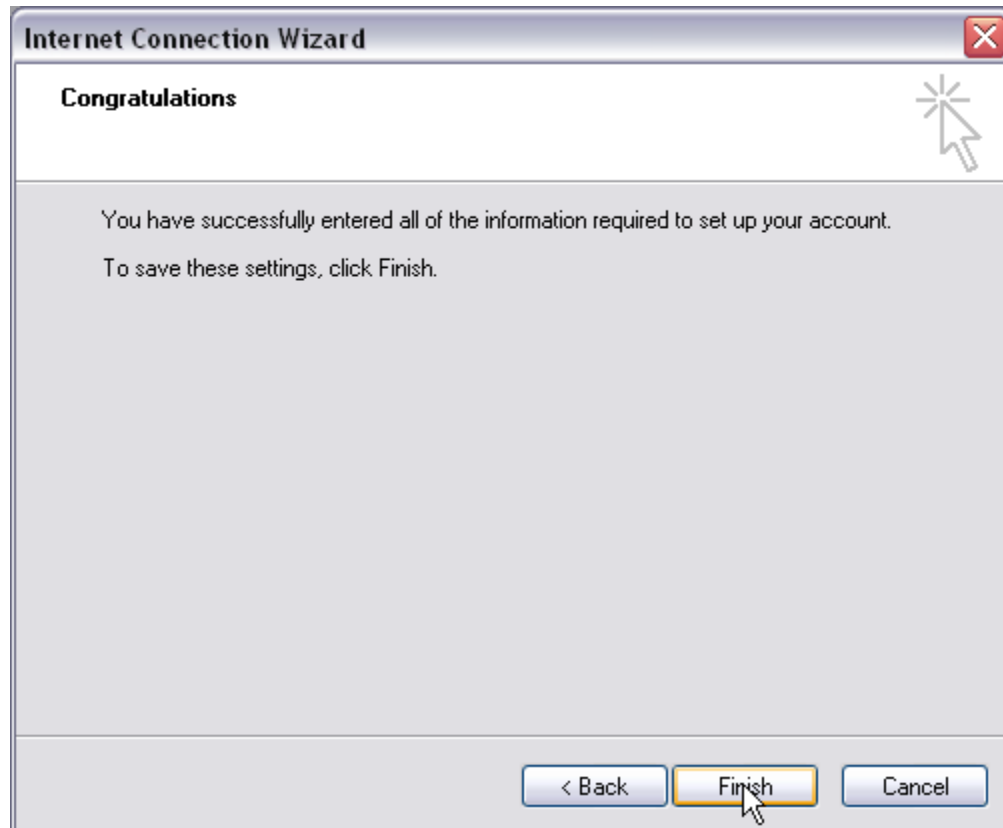 Internet Connection Wizard
Congratulations
You have successfully entered all of the information required to set up your account.
To save these settings, click Finish.
< Back
Finish
Cancel